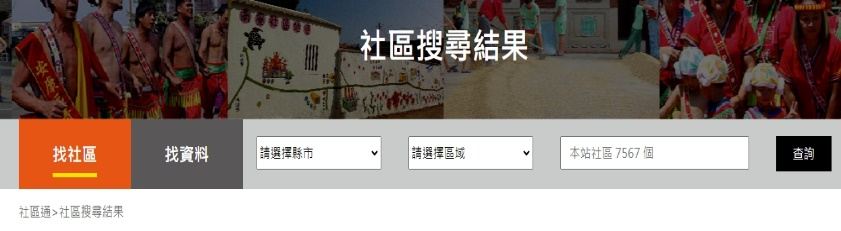 社區搜尋結果
找社區
找資料
請選擇縣市
請選擇區域
本站社區 7567 個
查詢
社區通>社區搜尋結果